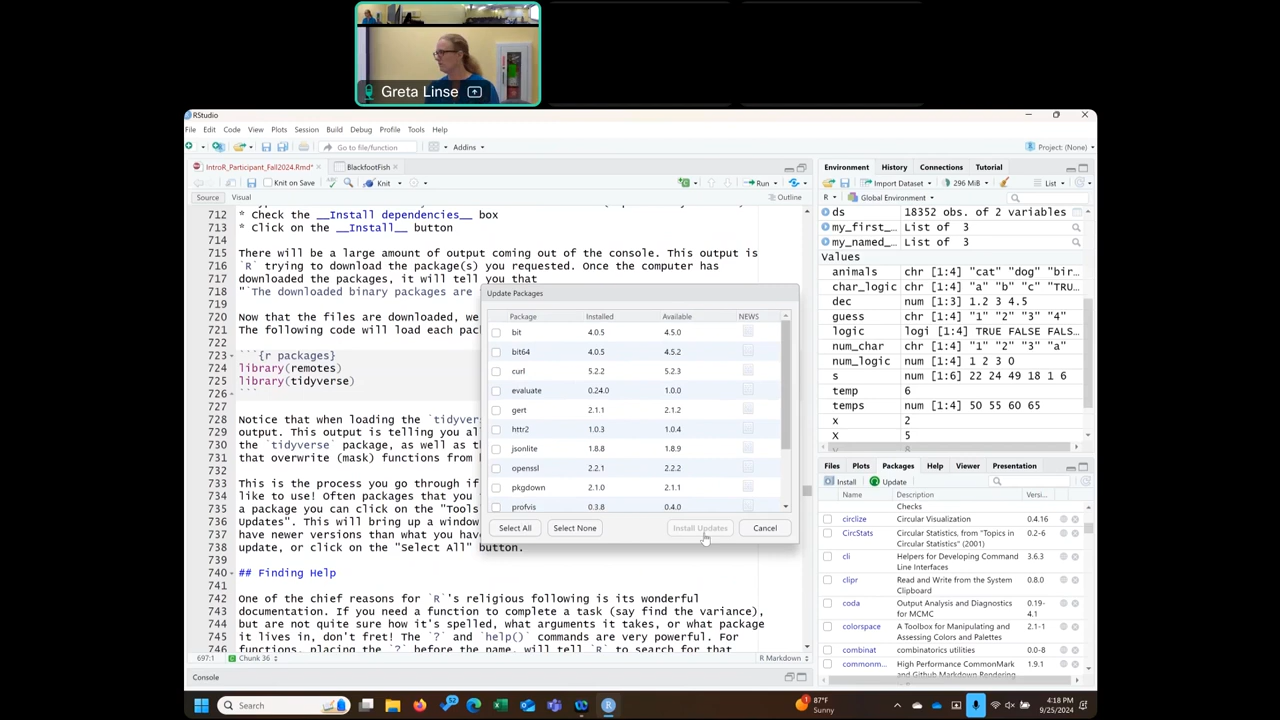 Greta Linse
RStudio
File Edit Code View Plots Session Build Debug Profile Tools Help
Go to file/function Addins Project: (None)
IntroR_Participant_Fall2024.Rmd* BlackfootFish
Knit on Save Knit Run
Source Visual Outline
712 * Check the __Install dependencies__ box
713 * Click on the __Install__ button
714
715 There will be a large amount of output coming out of the console. This output is
716 `R` trying to download the package(s) you requested. Once the computer has
717 downloaded the packages, it will tell you that
718 "`The downloaded binary packages are
719
720 Now that the files are downloaded, we
721 The following code will load each pac
722
723 ```{r packages}
724 library(remotes)
725 library(tidyverse)
726 ```
727
728 Notice that when loading the `tidyver
729 output. This output is telling you al
730 the `tidyverse` package, as well as th
731 that overwrite (mask) functions from b
732
733 This is the process you go through if
734 like to use! Often packages that you
735 a package you can click on the "Tools
736 Updates". This will bring up a window
737 have newer versions than what you hav
738 update, or click on the "Select All" button.
739
740 ## Finding Help
741
742 One of the chief reasons for `R`'s religious following is its wonderful
743 documentation. If you need a function to complete a task (say find the variance),
744 but are not quite sure how it's spelled, what arguments it takes, or what package
745 it lives in, don't fret! The `?` and `help()` commands are very powerful. For
746 functions, placing the `?` before the name, will tell `R` to search for that
697:1 Chunk 36 R Markdown
Console
Update Packages
Package Installed Available NEWS
bit 4.0.5 4.5.0
bit64 4.0.5 4.5.2
curl 5.2.2 5.2.3
evaluate 0.24.0 1.0.0
gert 2.1.1 2.1.2
httr2 1.0.3 1.0.4
jsonlite 1.8.8 1.8.9
openssl 2.2.1 2.2.2
pkgdown 2.1.0 2.1.1
profvis 0.3.8 0.4.0
Select All Select None Install Updates Cancel
Environment History Connections Tutorial
Import Dataset 296 MiB List
R Global Environment
ds 18352 obs. of 2 variables
my_first_… List of 3
my_named_… List of 3
Values
animals chr [1:4] "cat" "dog" "bir…
char_logic chr [1:4] "a" "b" "c" "TRU…
dec num [1:3] 1.2 3 4.5
guess chr [1:4] "1" "2" "3" "4"
logic logi [1:4] TRUE FALSE FALS…
num_char chr [1:4] "1" "2" "3" "a"
num_logic num [1:4] 1 2 3 0
s num [1:6] 22 24 49 18 1 6
temp 6
temps num [1:4] 50 55 60 65
x 2
X 5
Files Plots Packages Help Viewer Presentation
Install Update
Name Description Versi…
Checks
circlize Circular Visualization 0.4.16
CircStats Circular Statistics, from "Topics in 0.2-6
Circular Statistics" (2001)
cli Helpers for Developing Command 3.6.3
Line Interfaces
clipr Read and Write from the System 0.8.0
Clipboard
coda Output Analysis and Diagnostics 0.19-
for MCMC 4.1
colorspace A Toolbox for Manipulating and 2.1-1
Assessing Colors and Palettes
combinat combinatorics utilities 0.0-8
commonm… High Performance CommonMark 1.9.1
and Github Markdown Rendering
Search
87°F
Sunny
4:18 PM
9/25/2024